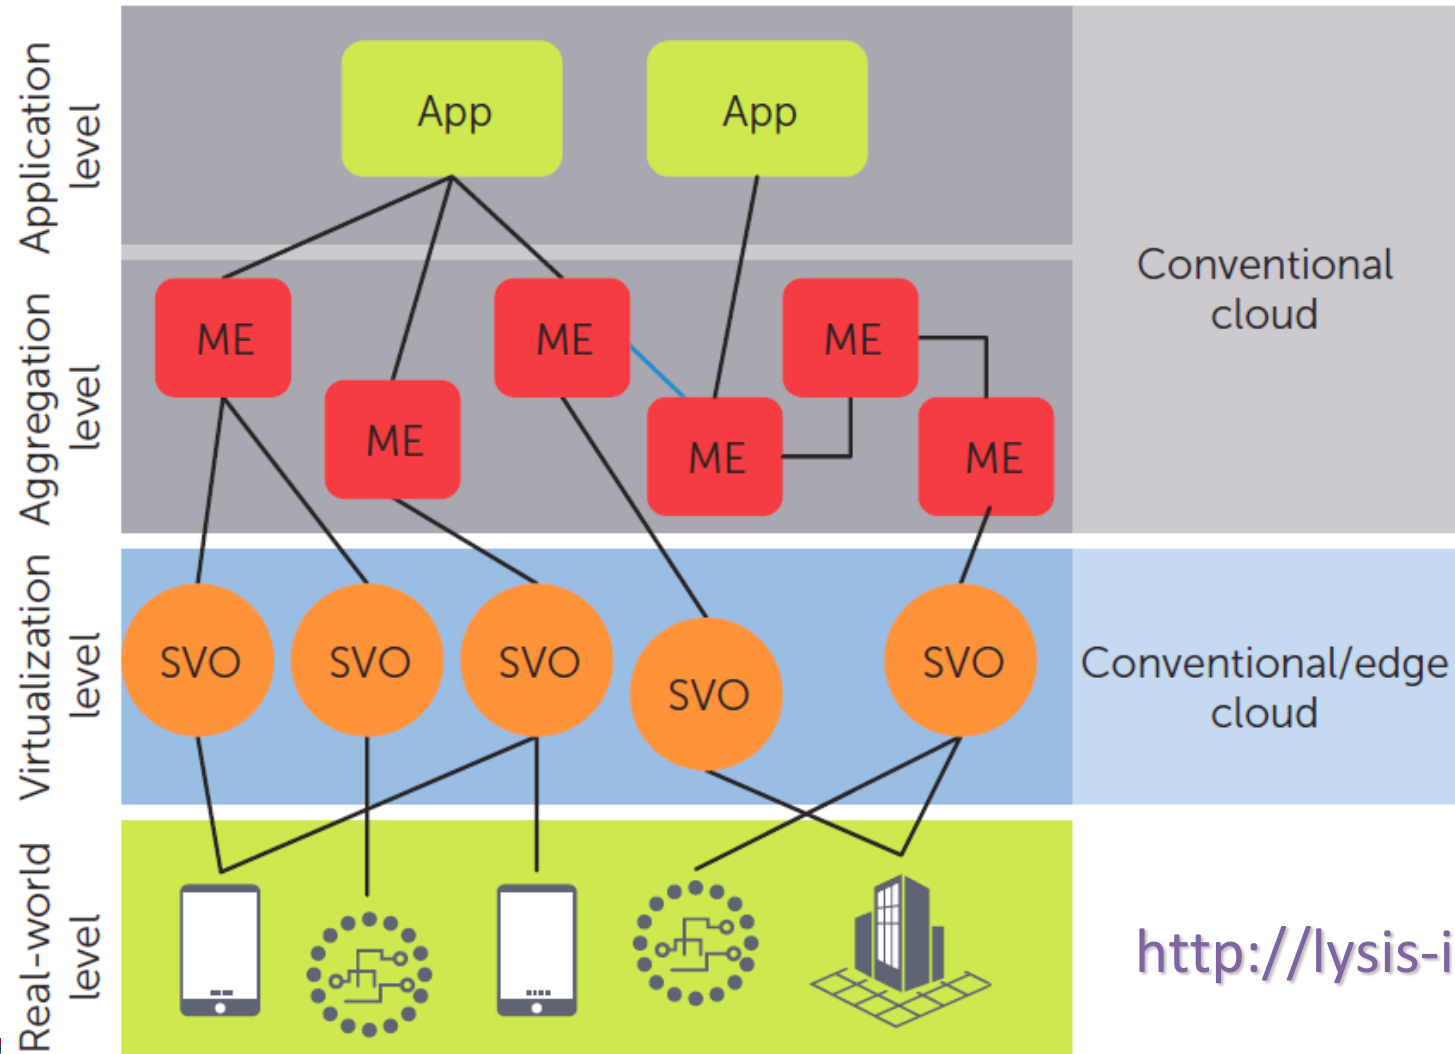 Application
level
App
App
Conventional
cloud
Aggregation
level
ME
ME
ME
ME
ME
ME
Virtualization
level
SVO
SVO
SVO
SVO
SVO
Conventional/edge
cloud
Real-world
level
http://lysis-i